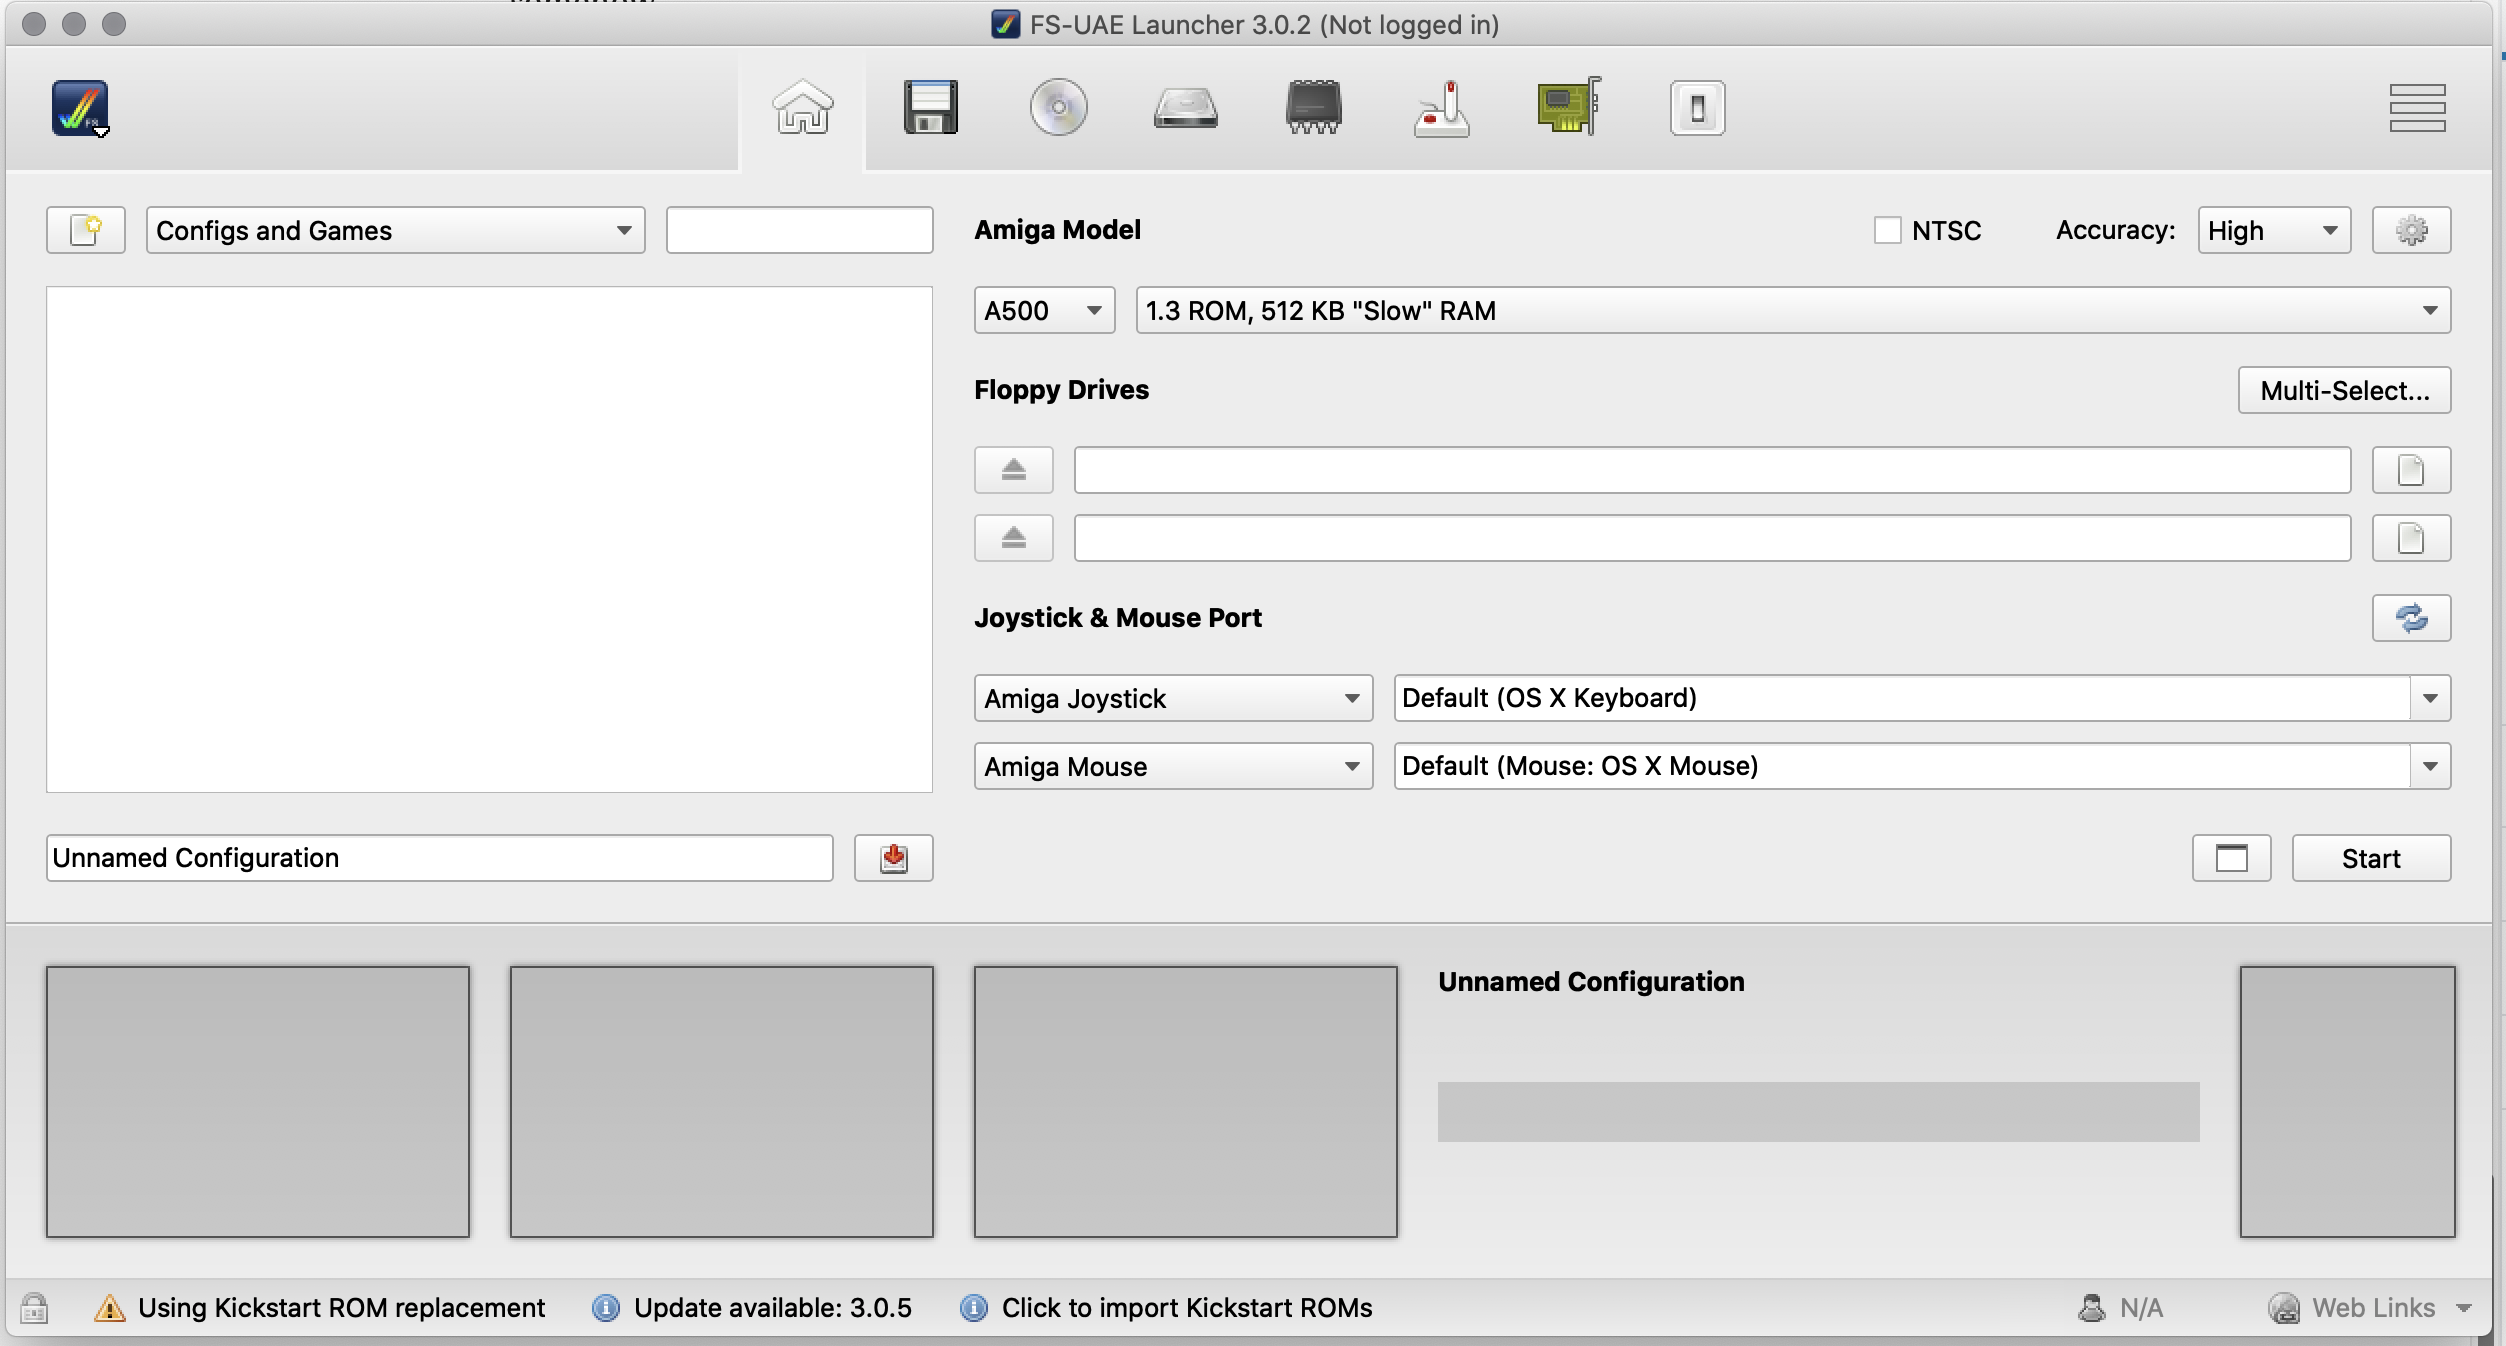 FS-UAE Launcher 3.0.2 (Not logged in)
FS
Configs and Games
Amiga Model
NTSC
Accuracy:
High
A500
1.3 ROM, 512 KB "Slow" RAM
Floppy Drives
Multi-Select...
Joystick & Mouse Port
Amiga Joystick
Default (OS X Keyboard)
Amiga Mouse
Default (Mouse: OS X Mouse)
Unnamed Configuration
Start
Unnamed Configuration
Using Kickstart ROM replacement
Update available: 3.0.5
Click to import Kickstart ROMs
N/A
Web Links